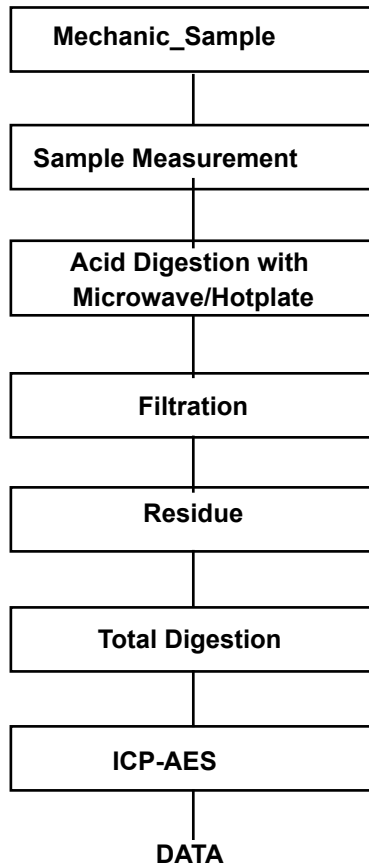 Mechanic_Sample
Sample Measurement
Acid Digestion with
Microwave/Hotplate
Filtration
Residue
Total Digestion
ICP-AES
DATA